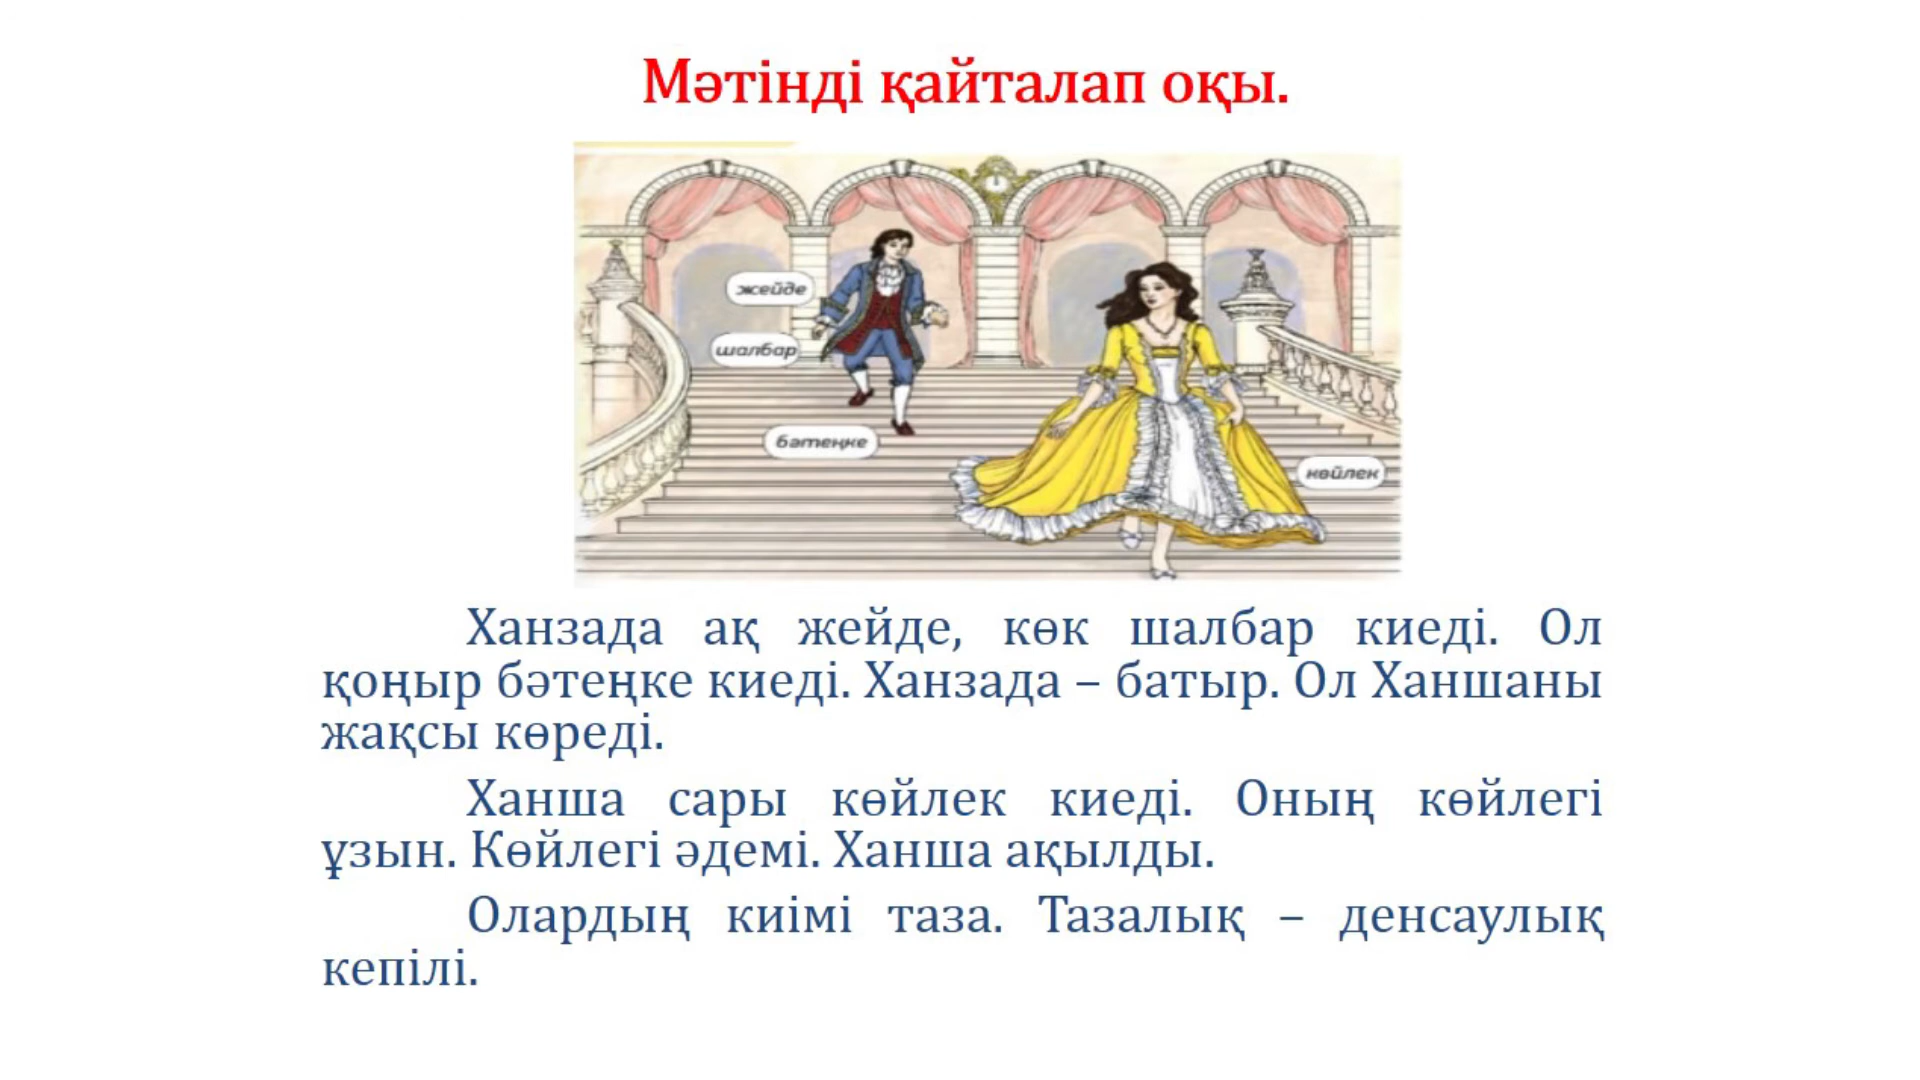 Мәтінді қайталап оқы.
жейде
шалбар
бәтеңке
көйлек
Ханзада ақ жейде, көк шалбар киеді. Ол
қоңыр бәтеңке киеді. Ханзада – батыр. Ол Ханшаны
жақсы көреді.
Ханша сары көйлек киеді. Оның көйлегі
ұзын. Көйлегі әдемі. Ханша ақылды.
Олардың киімі таза. Тазалық – денсаулық
кепілі.